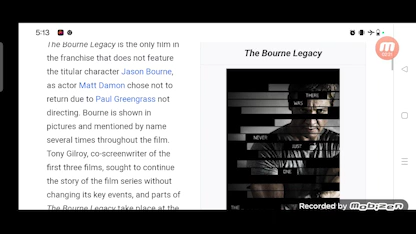 5:13
The Bourne Legacy is the only film in
the franchise that does not feature
the titular character Jason Bourne,
as actor Matt Damon chose not to
return due to Paul Greengrass not
directing. Bourne is shown in
pictures and mentioned by name
several times throughout the film.
Tony Gilroy, co-screenwriter of the
first three films, sought to continue
the story of the film series without
changing its key events, and parts of
The Bourne Legacy take place at the
The Bourne Legacy
THERE
WAS
NEVER
JUST
ONE
Recorded by mobizen